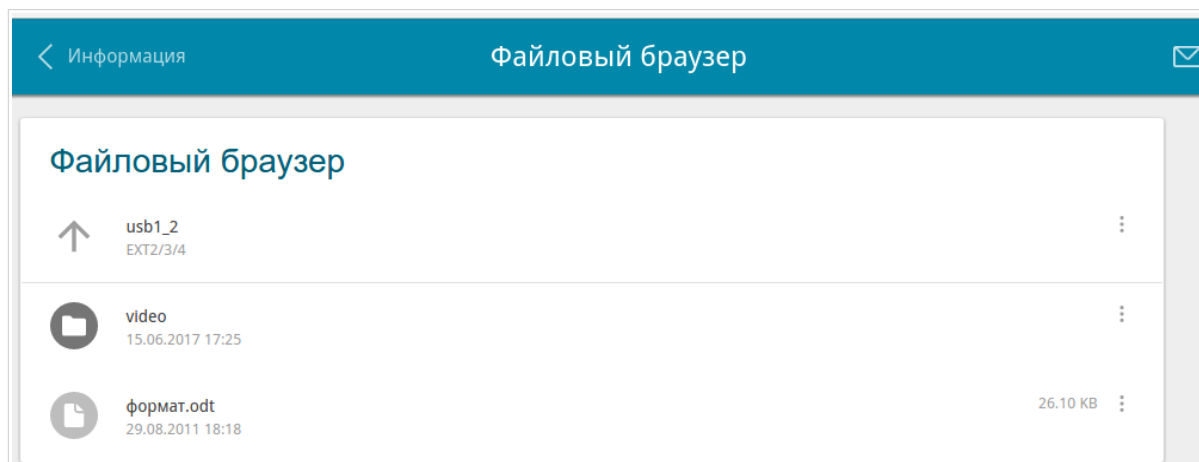 Информация
Файловый браузер
Файловый браузер
usb1_2
EXT2/3/4
video
15.06.2017 17:25
формат.odt
26.10 KB
29.08.2011 18:18